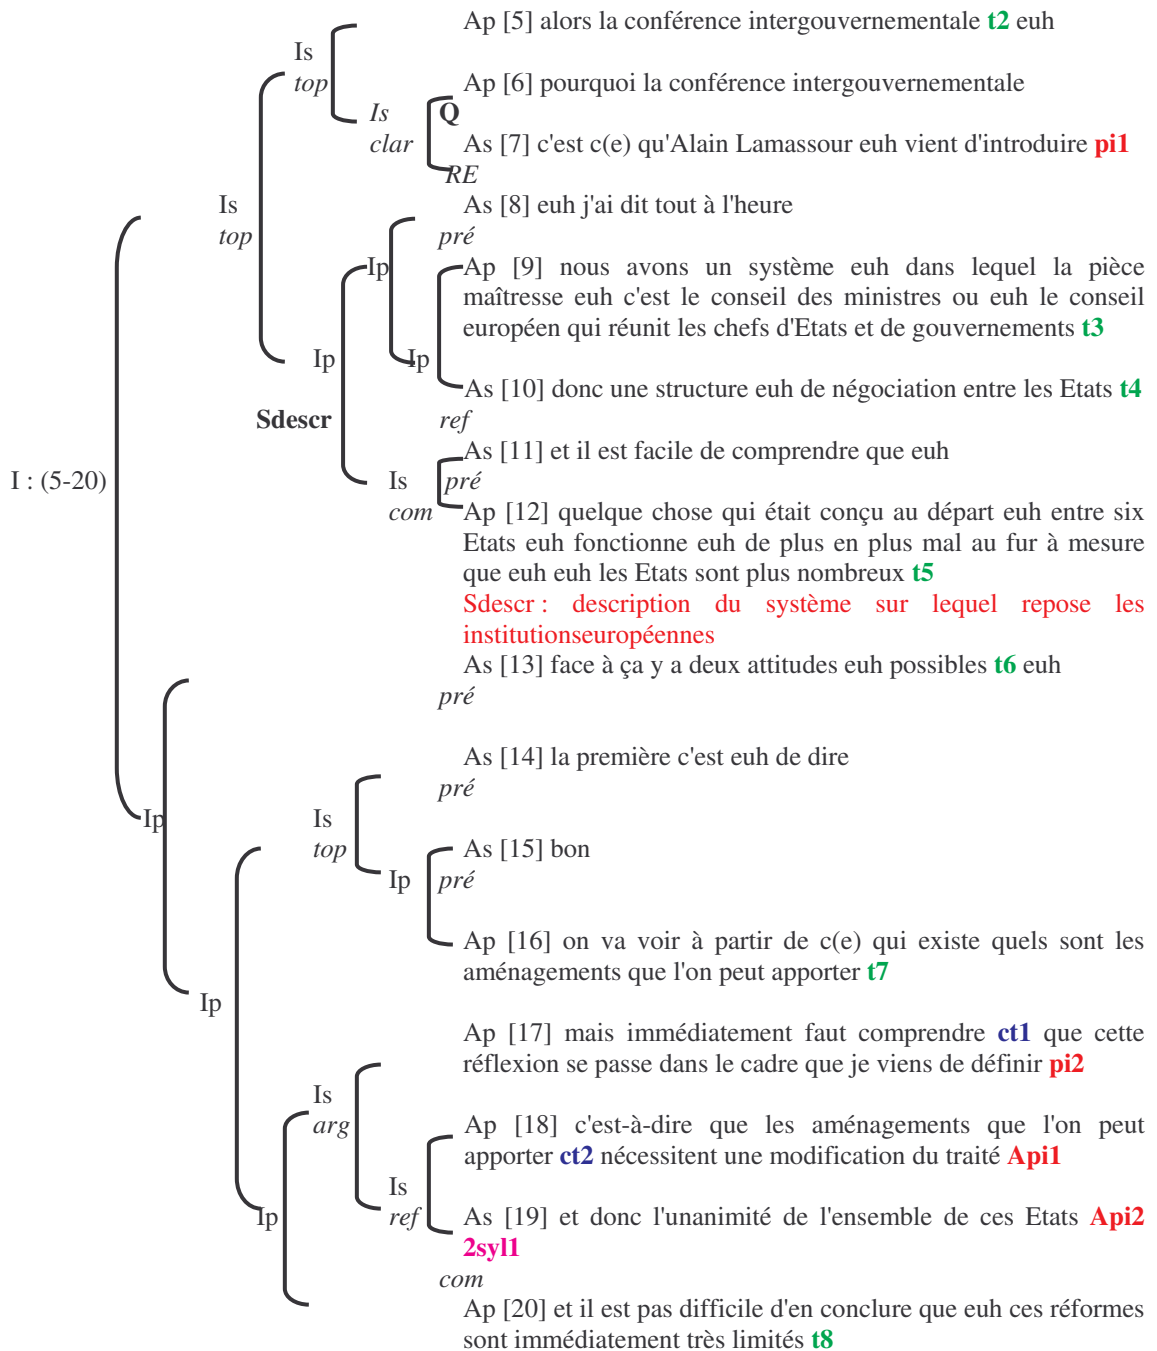 Ap [5] alors la conférence intergouvernementale t2 euh
Is
top
Ap [6] pourquoi la conférence intergouvernementale
Is
clar
Q
As [7] c'est c(e) qu'Alain Lamassour euh vient d'introduire pi1
RE
Is
top
As [8] euh j'ai dit tout à l'heure
pré
Ip
Ap [9] nous avons un système euh dans lequel la pièce
maîtresse euh c'est le conseil des ministres ou euh le conseil
européen qui réunit les chefs d'Etats et de gouvernements t3
Ip
Ip
As [10] donc une structure euh de négociation entre les Etats t4
Sdescr
ref
As [11] et il est facile de comprendre que euh
I : (5-20)
Is
com
pré
Ap [12] quelque chose qui était conçu au départ euh entre six
Etats euh fonctionne euh de plus en plus mal au fur à mesure
que euh euh les Etats sont plus nombreux t5
Sdescr : description du système sur lequel repose les
institutionseuropéennes
As [13] face à ça y a deux attitudes euh possibles t6 euh
pré
As [14] la première c'est euh de dire
pré
Ip
Is
top
As [15] bon
Ip
pré
Ap [16] on va voir à partir de c(e) qui existe quels sont les
aménagements que l'on peut apporter t7
Ip
Ap [17] mais immédiatement faut comprendre ct1 que cette
réflexion se passe dans le cadre que je viens de définir pi2
Is
arg
Ap [18] c'est-à-dire que les aménagements que l'on peut
apporter ct2 nécessitent une modification du traité Api1
Is
ref
Ip
As [19] et donc l'unanimité de l'ensemble de ces Etats Api2
2syl1
com
Ap [20] et il est pas difficile d'en conclure que euh ces réformes
sont immédiatement très limités t8